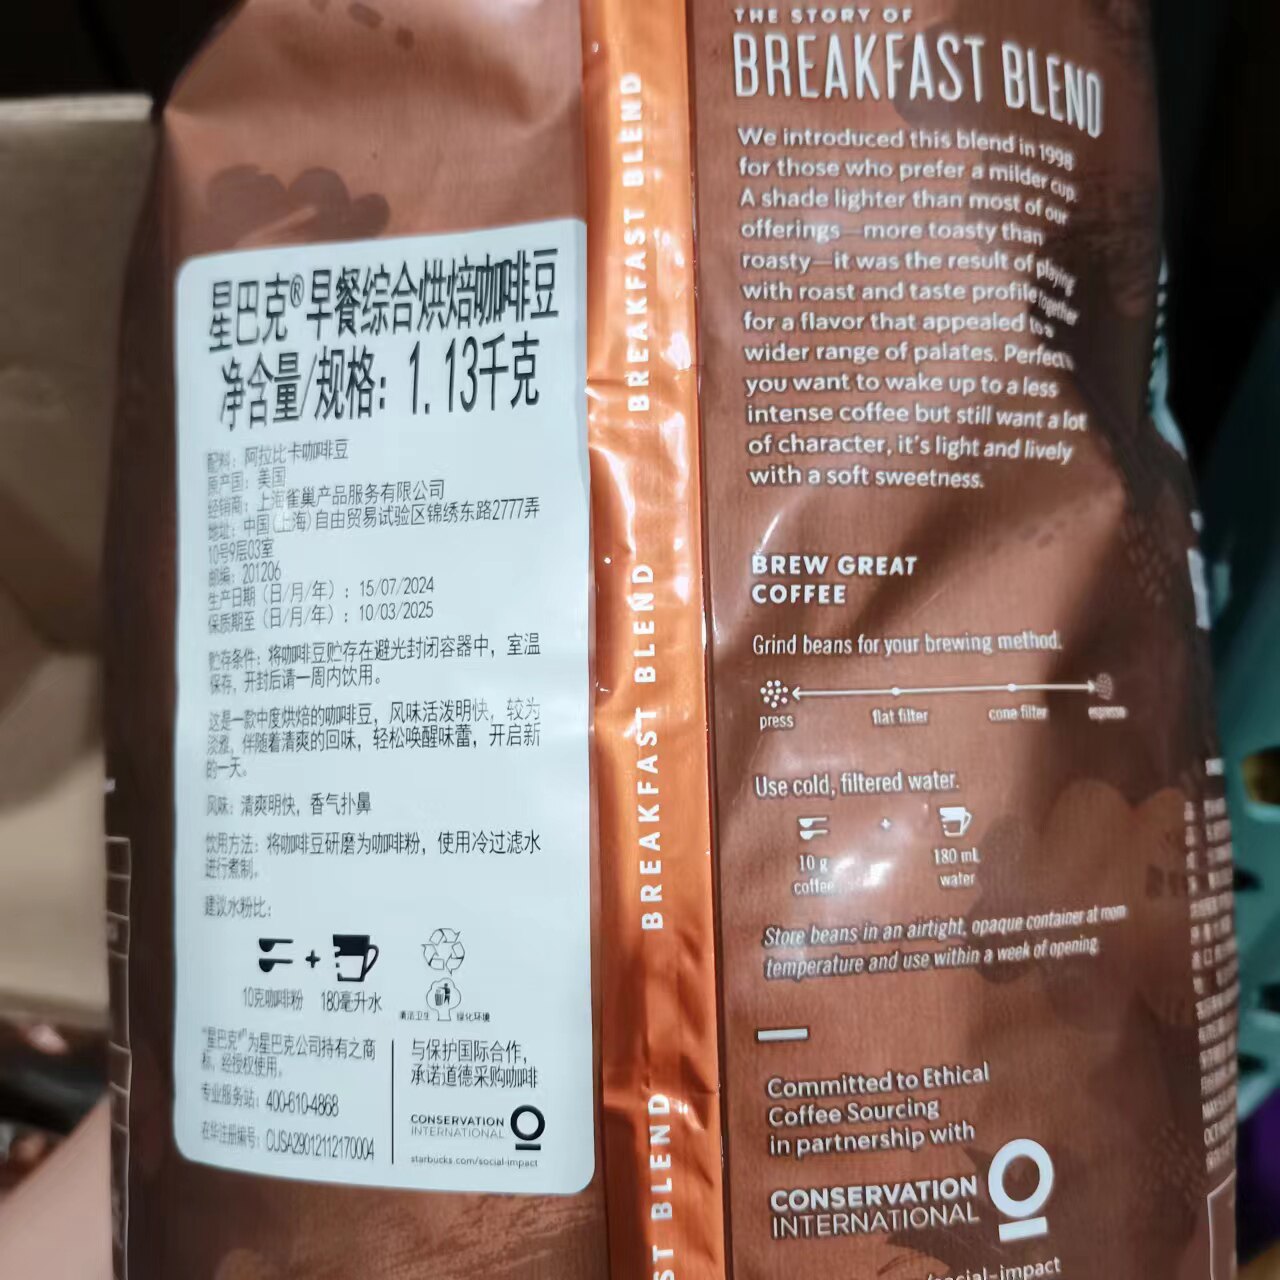 星巴克®早餐综合烘焙咖啡豆
净含量/规格：1.13千克
配料：阿拉比卡咖啡豆
原产国：美国
经销商：上海雀巢产品服务有限公司
地址：中国(上海)自由贸易试验区锦绣东路2777弄
10号9层03室
邮编：201206
生产日期（日/月/年）：15/07/2024
保质期至（日/月/年）：10/03/2025
贮存条件：将咖啡豆贮存在避光封闭容器中，室温
保存，开封后请一周内饮用。
这是一款中度烘焙的咖啡豆，风味活泼明快，较为
淡雅，伴随着清爽的回味，轻松唤醒味蕾，开启新
的一天。
风味：清爽明快，香气扑鼻
饮用方法：将咖啡豆研磨为咖啡粉，使用冷过滤水
进行煮制。
建议水粉比：
+
10克咖啡粉 180毫升水
清洁卫生 绿化环境
"星巴克"为星巴克公司持有之商
标，经授权使用。
专业服务站：400-610-4868
在华注册编号：CUSA29012112170004
与保护国际合作，
承诺道德采购咖啡
CONSERVATION
INTERNATIONAL
starbucks.com/social-impact
BREAKFAST BLEND
BREAKFAST BLEND
BREAKFAST BLEND
ST BLEND
THE STORY OF
BREAKFAST BLEND
We introduced this blend in 1998
for those who prefer a milder cup.
A shade lighter than most of our
offerings—more toasty than
roasty—it was the result of playing
with roast and taste profile together
for a flavor that appealed to a
wider range of palates. Perfect
you want to wake up to a less
intense coffee but still want a lot
of character, it's light and lively
with a soft sweetness.
BREW GREAT
COFFEE
Grind beans for your brewing method.
press flat filter cone filter espresso
Use cold, filtered water.
+
10 g 180 mL
coffee water
Store beans in an airtight, opaque container at room
temperature and use within a week of opening.
Committed to Ethical
Coffee Sourcing
in partnership with
CONSERVATION
INTERNATIONAL
social-impact